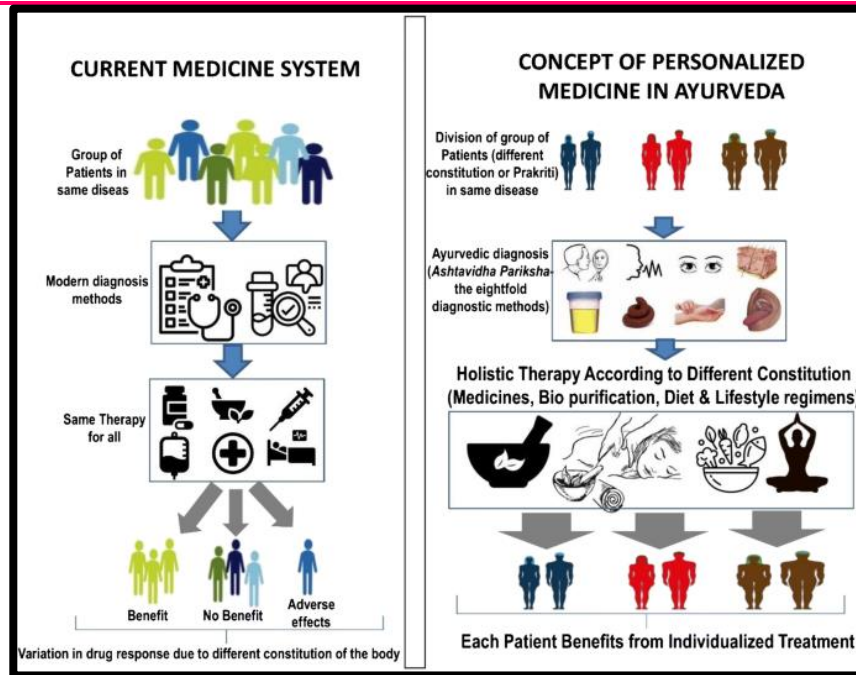 CURRENT MEDICINE SYSTEM
Group of
Patients in
same diseas
Modern diagnosis
methods
Same Therapy
for all
Benefit
No Benefit
Adverse
effects
Variation in drug response due to different constitution of the body
CONCEPT OF PERSONALIZED
MEDICINE IN AYURVEDA
Division of group of
Patients (different
constitution or Prakriti)
in same disease
Ayurvedic diagnosis
(Ashtavidha Pariksha-
the eightfold
diagnostic methods)
Holistic Therapy According to Different Constitution
(Medicines, Bio purification, Diet & Lifestyle regimens)
Each Patient Benefits from Individualized Treatment